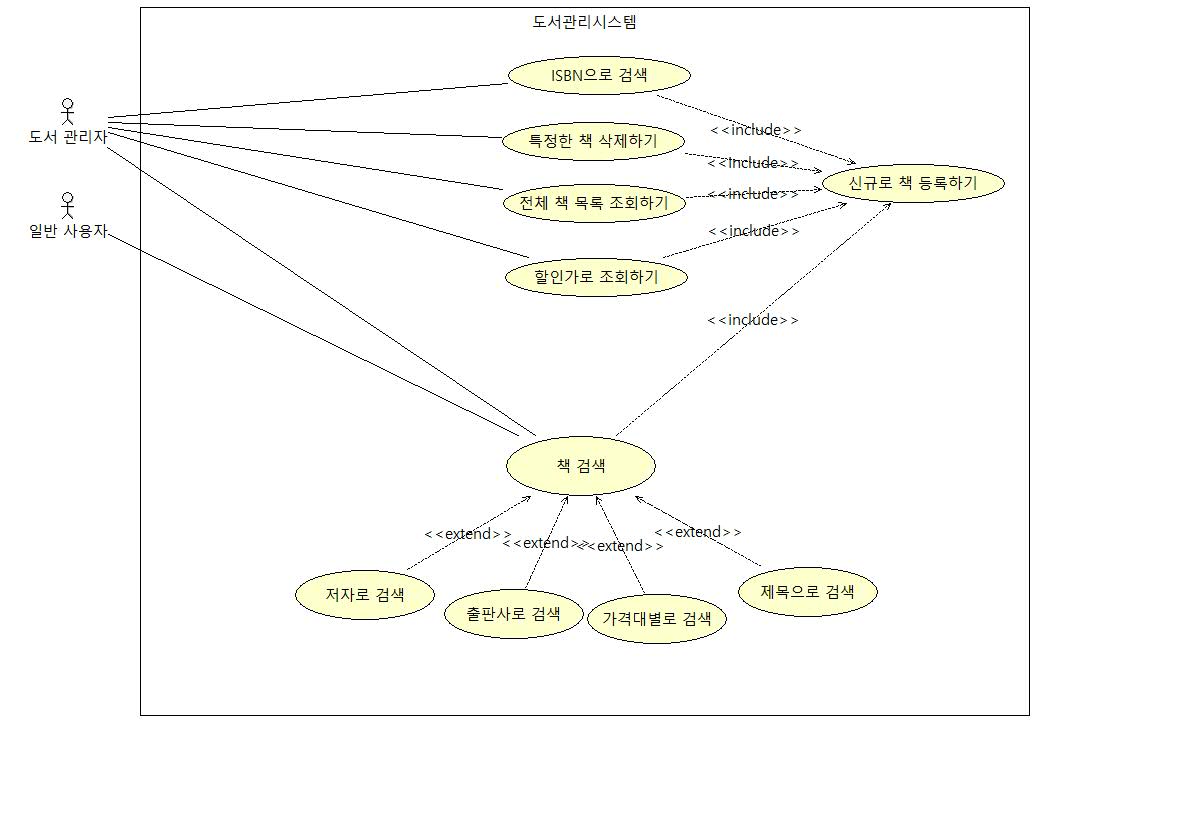 도서관리시스템
ISBN으로 검색
도서 관리자
<<include>>
특정한 책 삭제하기
<<include>>
신규로 책 등록하기
<<include>>
전체 책 목록 조회하기
일반 사용자
<<include>>
할인가로 조회하기
<<include>>
책 검색
<<extend>>
<<extend>>
<<extend>>
<<extend>>
저자로 검색
출판사로 검색
가격대별로 검색
제목으로 검색